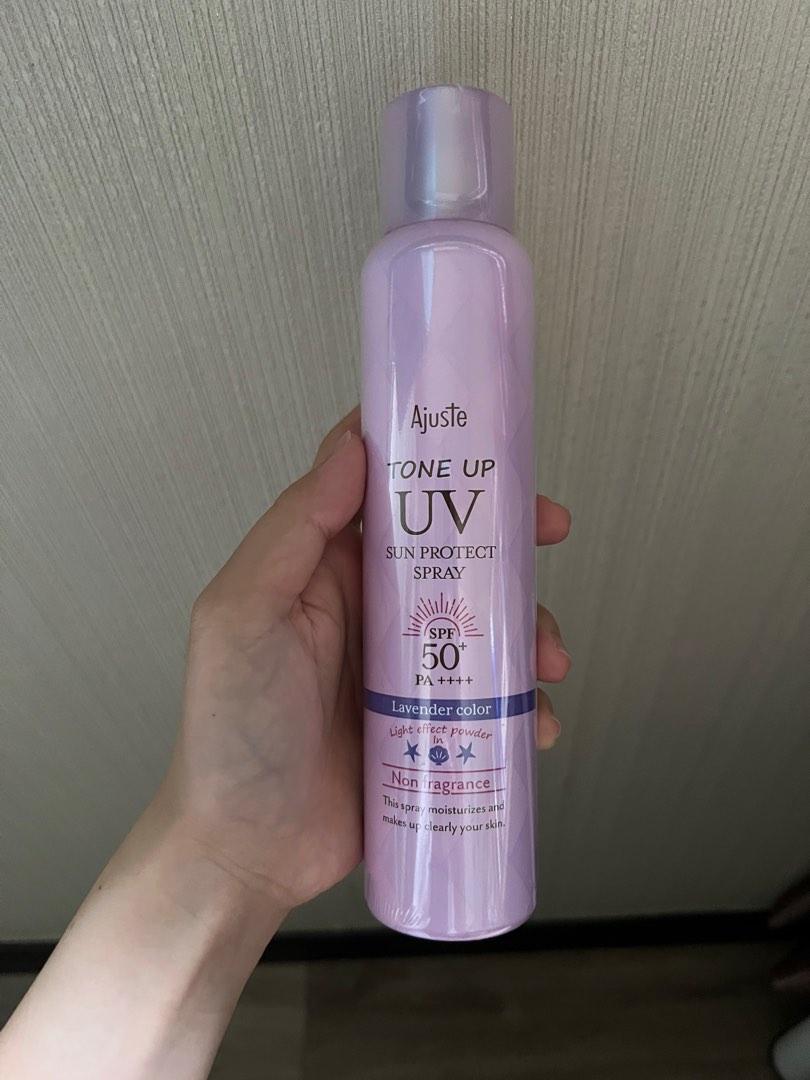 Ajuste
TONE UP
UV
SUN PROTECT
SPRAY
SPF
50+
PA ++++
Lavender color
Light effect powder
In
Non fragrance
This spray moisturizes and
makes up clearly your skin.